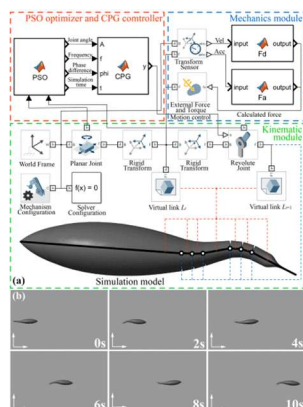 PSO optimizer and CPG controller
Mechanics module
Joint angle
Frequency
Phase
difference
Simulation
time
PSO
A
f
phi
t
CPG
y
Transform
Sensor
Vel
Acc
input
output
Fd
input
output
Fa
External Force
and Torque
Motion control
Calculated force
Kinematic
module
World Frame
Planar Joint
Rigid
Transform
Rigid
Transform
Revolute
Joint
Mechanism
Configuration
f(x) = 0
Solver
Configuration
Virtual link Li
Virtual link Li+1
(a)
Simulation model
(b)
0s
2s
4s
6s
8s
10s